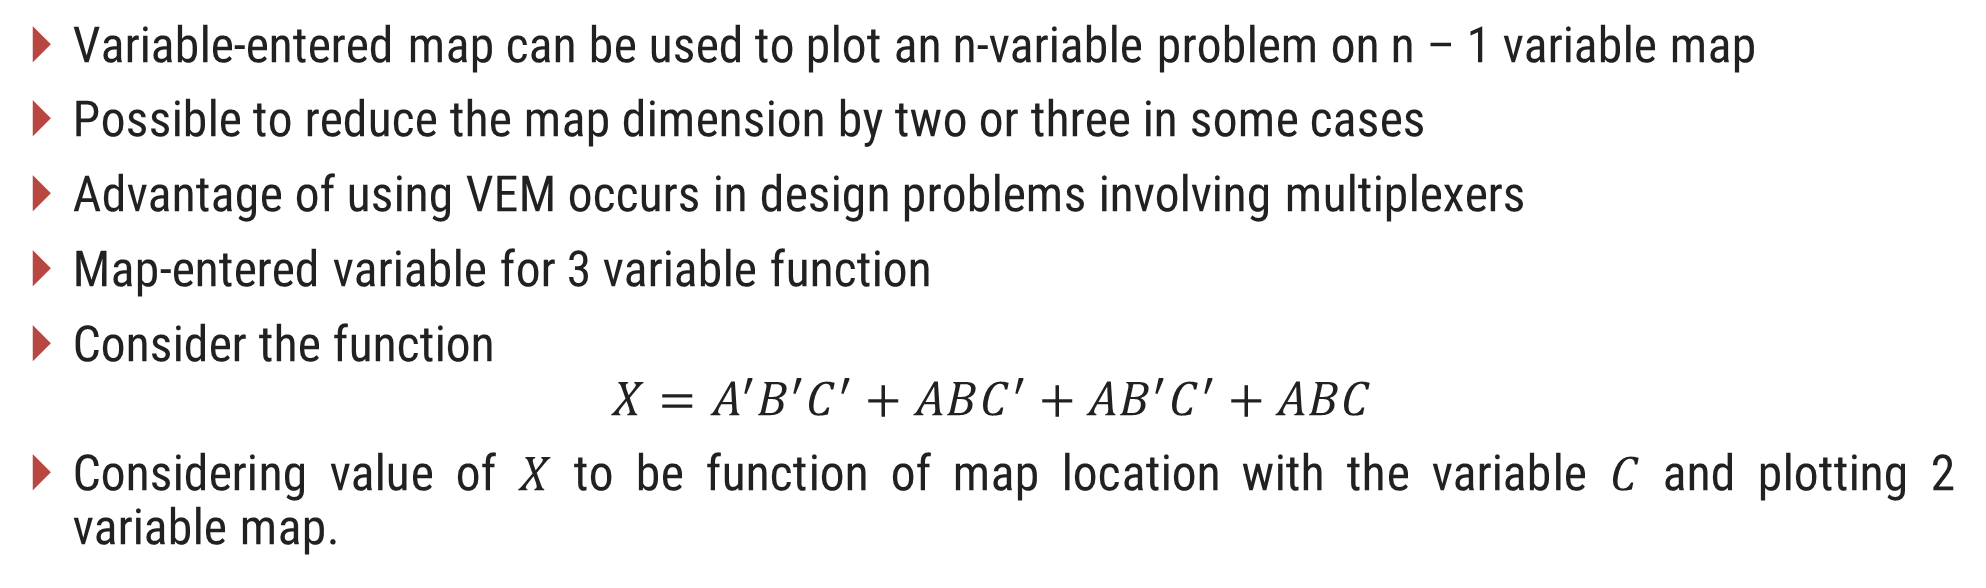 Variable-entered map can be used to plot an n-variable problem on n – 1 variable map
Possible to reduce the map dimension by two or three in some cases
Advantage of using VEM occurs in design problems involving multiplexers
Map-entered variable for 3 variable function
Consider the function
X = A′B′C′ + ABC′ + AB′C′ + ABC
Considering value of X to be function of map location with the variable C and plotting 2
variable map.